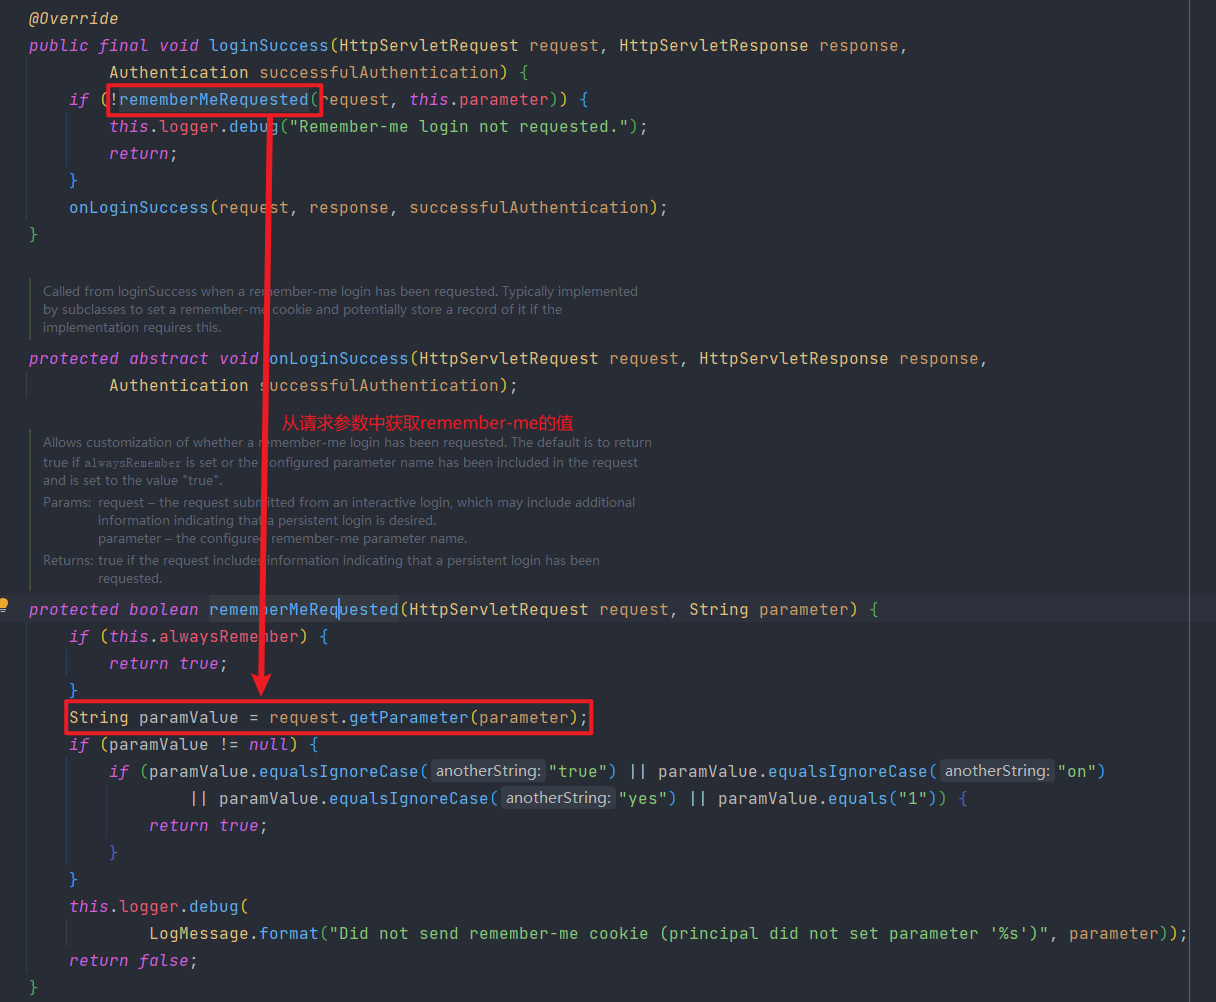 @Override
public final void loginSuccess(HttpServletRequest request, HttpServletResponse response,
Authentication successfulAuthentication) {
if (!rememberMeRequested(request, this.parameter)) {
this.logger.debug("Remember-me login not requested.");
return;
}
onLoginSuccess(request, response, successfulAuthentication);
}
Called from loginSuccess when a remember-me login has been requested. Typically implemented
by subclasses to set a remember-me cookie and potentially store a record of it if the
implementation requires this.
protected abstract void onLoginSuccess(HttpServletRequest request, HttpServletResponse response,
Authentication successfulAuthentication);
从请求参数中获取remember-me的值
Allows customization of whether a remember-me login has been requested. The default is to return
true if alwaysRemember is set or the configured parameter name has been included in the request
and is set to the value "true".
Params: request – the request submitted from an interactive login, which may include additional
information indicating that a persistent login is desired.
parameter – the configured remember-me parameter name.
Returns: true if the request includes information indicating that a persistent login has been
requested.
protected boolean rememberMeRequested(HttpServletRequest request, String parameter) {
if (this.alwaysRemember) {
return true;
}
String paramValue = request.getParameter(parameter);
if (paramValue != null) {
if (paramValue.equalsIgnoreCase( anotherString: "true") || paramValue.equalsIgnoreCase( anotherString: "on")
|| paramValue.equalsIgnoreCase( anotherString: "yes") || paramValue.equals("1")) {
return true;
}
}
this.logger.debug(
LogMessage.format("Did not send remember-me cookie (principal did not set parameter '%s')", parameter));
return false;
}